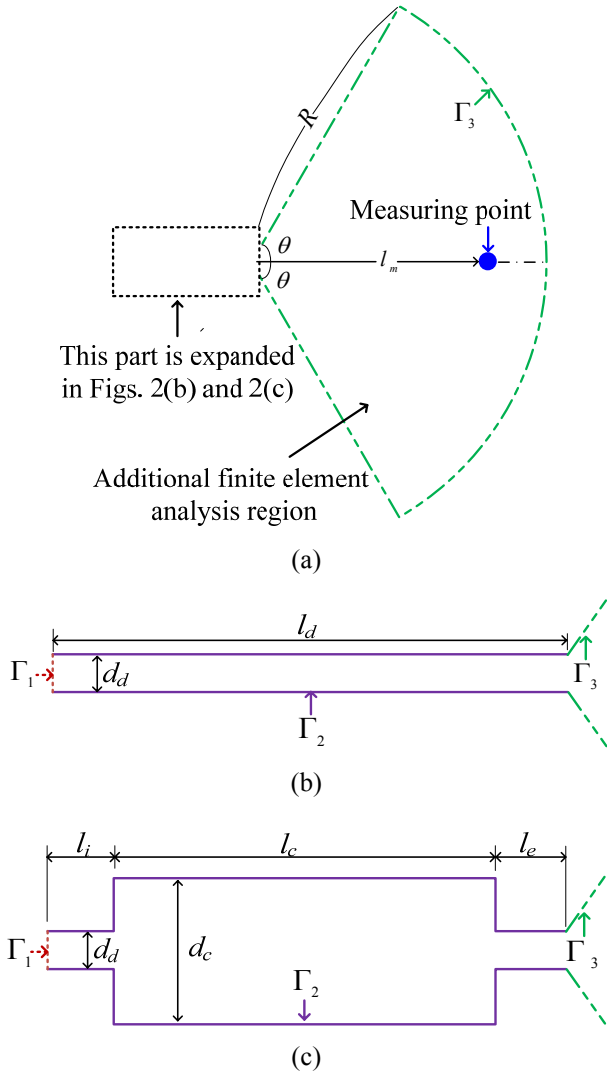 R
Γ3
Measuring point
θ
lm
θ
This part is expanded
in Figs. 2(b) and 2(c)
Additional finite element
analysis region
(a)
ld
Γ1
dd
Γ3
Γ2
(b)
li
lc
le
Γ1
dd
dc
Γ3
Γ2
(c)